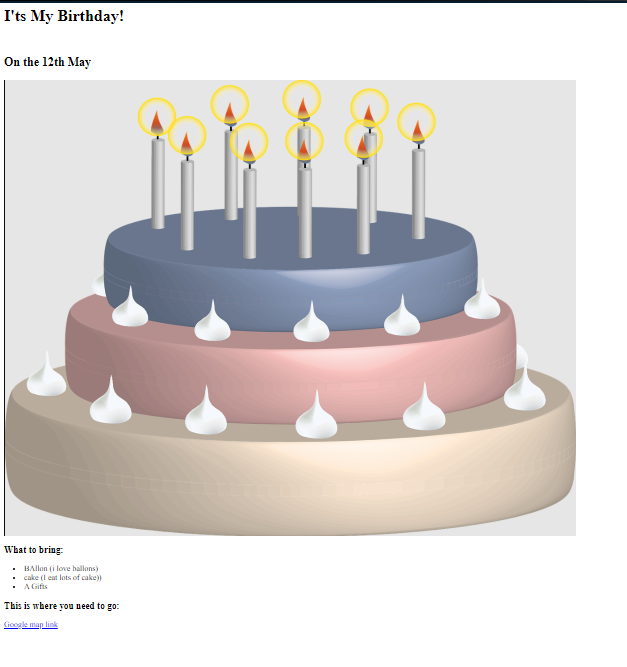 I'ts My Birthday!
On the 12th May
What to bring:
BAllon (i love ballons)
cake (I eat lots of cake))
A Gifts
This is where you need to go:
Google map link